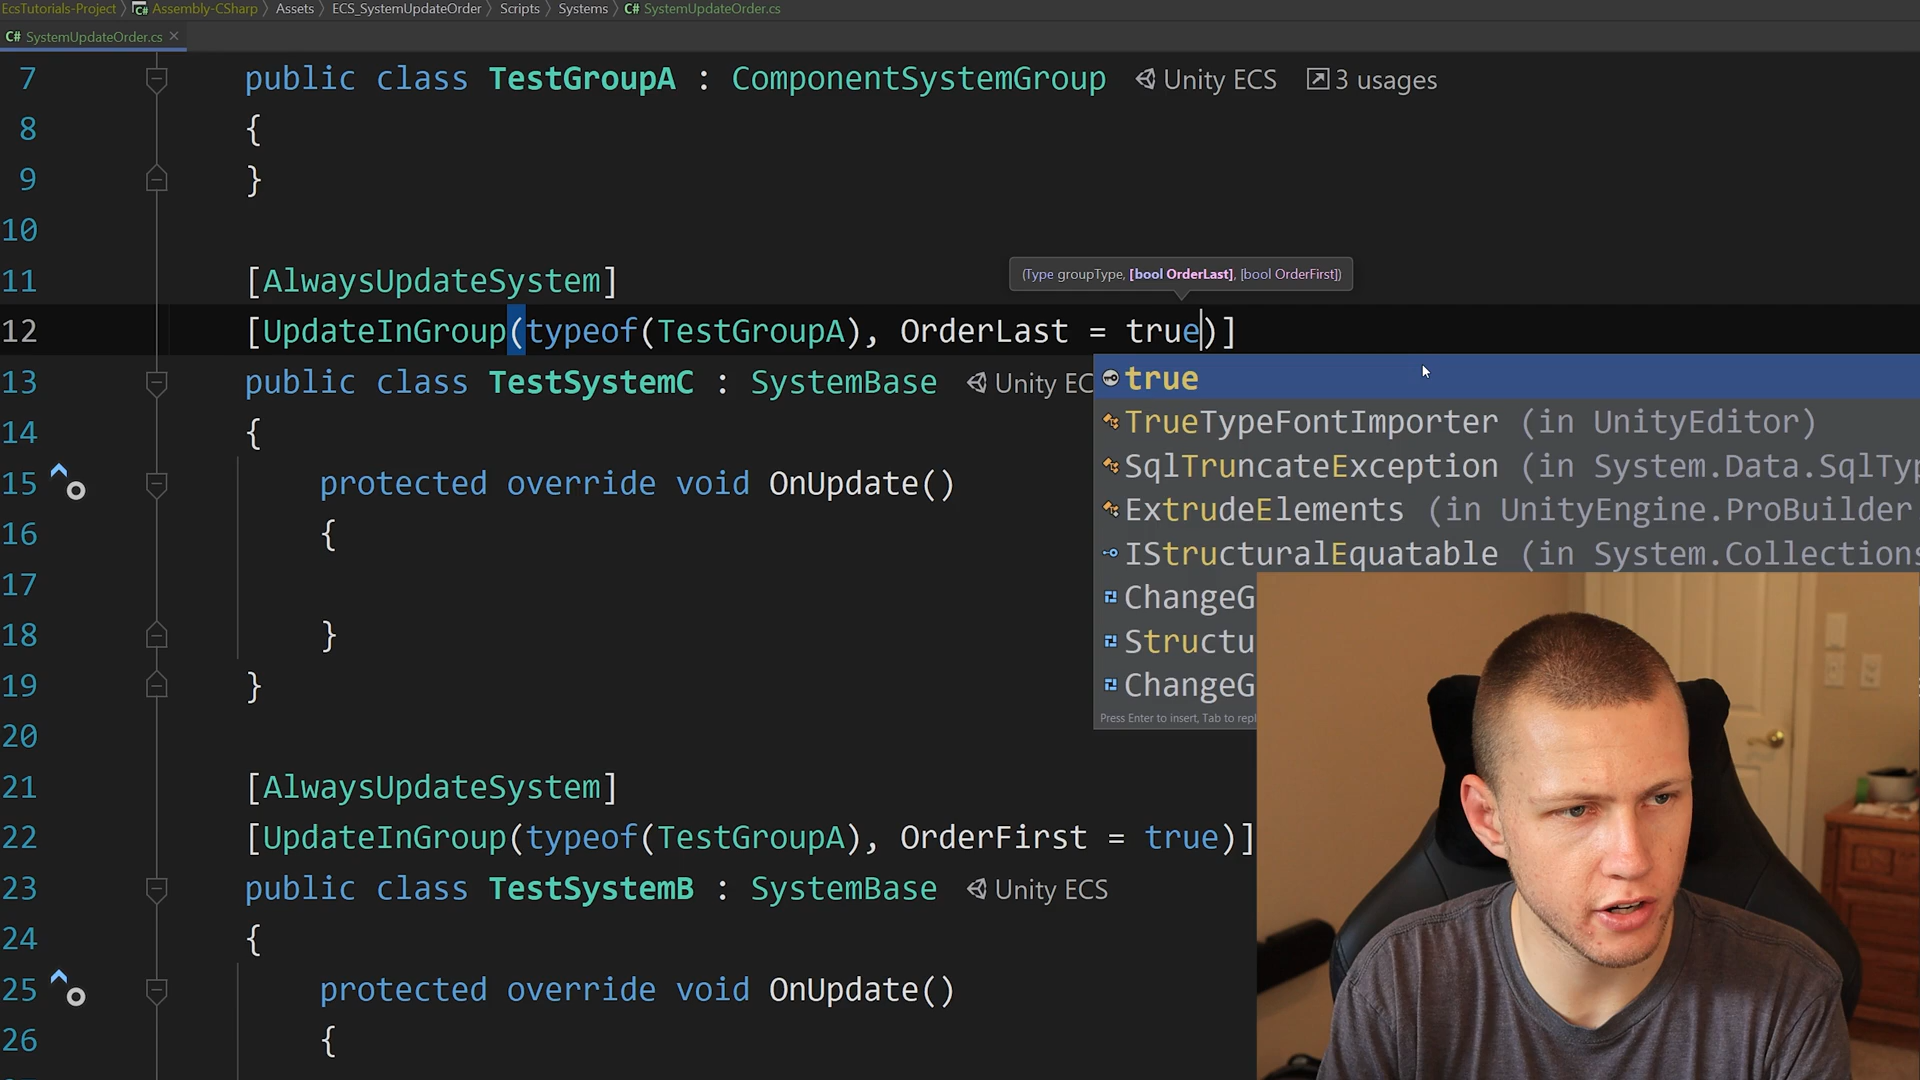 EcsTutorials-Project Assembly-CSharp Assets ECS_SystemUpdateOrder Scripts Systems C# SystemUpdateOrder.cs
C# SystemUpdateOrder.cs
7 public class TestGroupA : ComponentSystemGroup Unity ECS 3 usages
8 {
9 }
10
11 [AlwaysUpdateSystem]
(Type groupType, [bool OrderLast], [bool OrderFirst])
12 [UpdateInGroup(typeof(TestGroupA), OrderLast = true)]
13 public class TestSystemC : SystemBase Unity EC
true
14 {
TrueTypeFontImporter (in UnityEditor)
SqlTruncateException (in System.Data.SqlTyp
15 protected override void OnUpdate()
ExtrudeElements (in UnityEngine.ProBuilder
16 {
IStructuralEquatable (in System.Collections
17
ChangeG
18 }
Structu
19 }
ChangeG
Press Enter to insert, Tab to repl
20
21 [AlwaysUpdateSystem]
22 [UpdateInGroup(typeof(TestGroupA), OrderFirst = true)]
23 public class TestSystemB : SystemBase Unity ECS
24 {
25 protected override void OnUpdate()
26 {